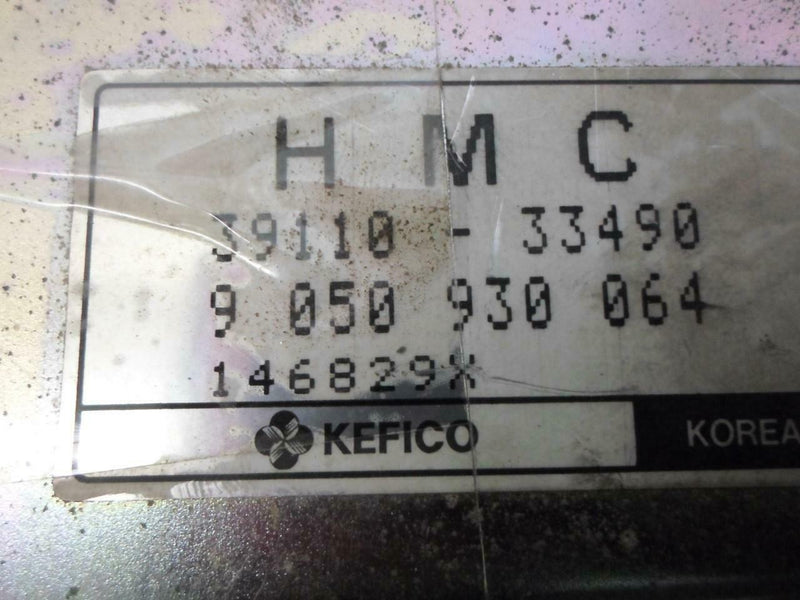 H M C
39110 - 33490
9 050 930 064
146829X
KEFICO
KOREA